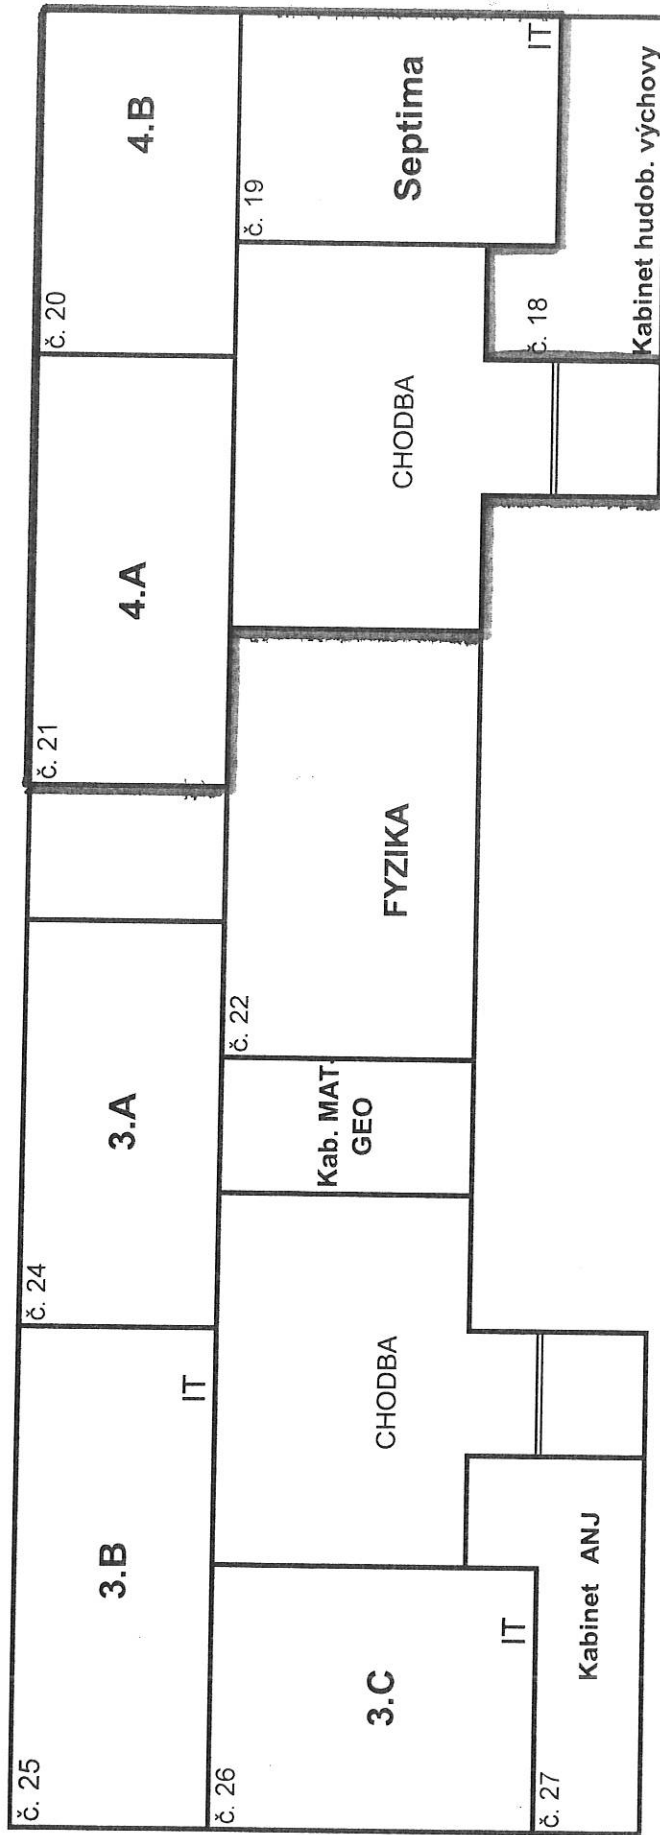 č. 25
3.B
IT
č. 24
3.A
č. 21
4.A
č. 20
4.B
č. 26
3.C
IT
CHODBA
Kab. MAT.
GEO
č. 22
FYZIKA
CHODBA
č. 19
Septima
IT
č. 27
Kabinet ANJ
č. 18
Kabinet hudob. výchovy